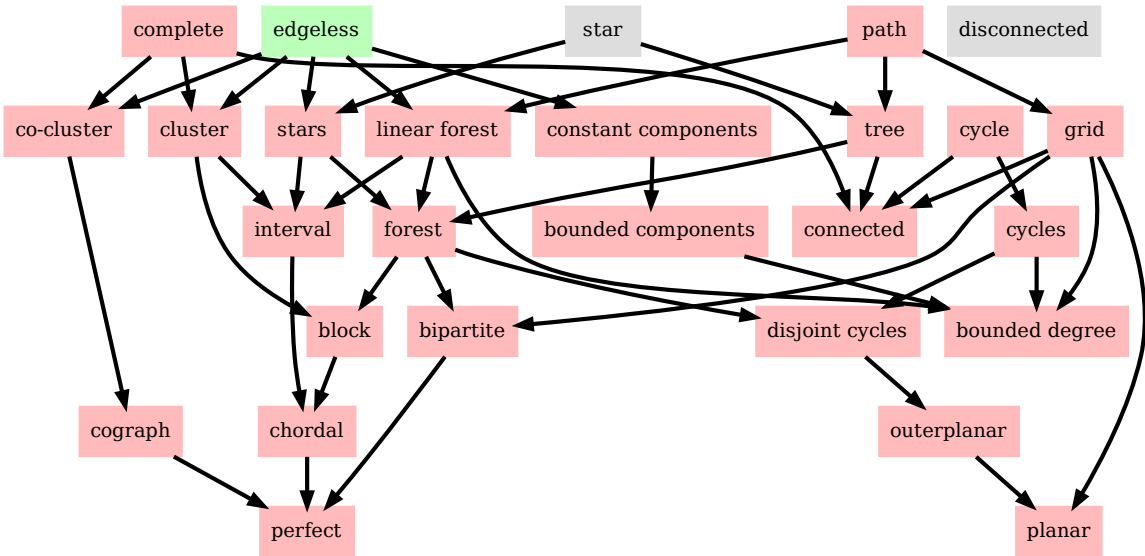 complete
edgeless
star
path
disconnected
co-cluster
cluster
stars
linear forest
constant components
tree
cycle
grid
interval
forest
bounded components
connected
cycles
block
bipartite
disjoint cycles
bounded degree
cograph
chordal
outerplanar
perfect
planar